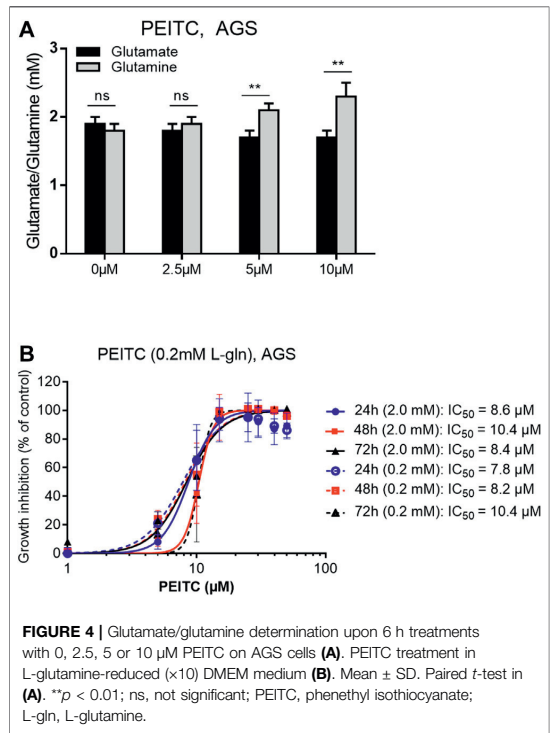 A
PEITC, AGS
Glutamate
Glutamine
Glutamate/Glutamine (mM)
3
2
1
0
ns
ns
**
**
0µM
2.5µM
5µM
10µM
B
PEITC (0.2mM L-gln), AGS
Growth inhibition (% of control)
120
100
80
60
40
20
0
1
10
100
PEITC (µM)
24h (2.0 mM): IC50 = 8.6 µM
48h (2.0 mM): IC50 = 10.4 µM
72h (2.0 mM): IC50 = 8.4 µM
24h (0.2 mM): IC50 = 7.8 µM
48h (0.2 mM): IC50 = 8.2 µM
72h (0.2 mM): IC50 = 10.4 µM
FIGURE 4 | Glutamate/glutamine determination upon 6 h treatments
with 0, 2.5, 5 or 10 µM PEITC on AGS cells (A). PEITC treatment in
L-glutamine-reduced (×10) DMEM medium (B). Mean ± SD. Paired t-test in
(A). **p < 0.01; ns, not significant; PEITC, phenethyl isothiocyanate;
L-gln, L-glutamine.